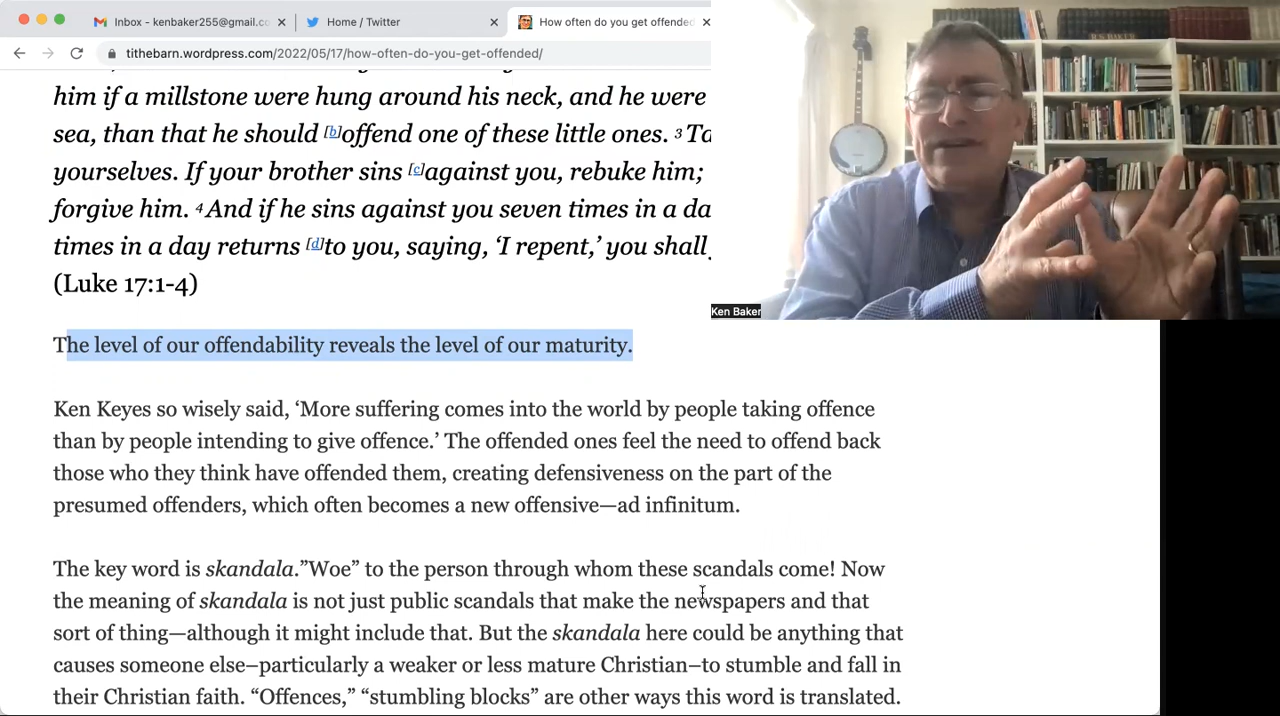 Inbox - kenbaker255@gmail.co
Home / Twitter
How often do you get offended
tithebarn.wordpress.com/2022/05/17/how-often-do-you-get-offended/
him if a millstone were hung around his neck, and he were
sea, than that he should [b]offend one of these little ones. 3 Ta
yourselves. If your brother sins [c]against you, rebuke him;
forgive him. 4 And if he sins against you seven times in a da
times in a day returns [d]to you, saying, ‘I repent,’ you shall
(Luke 17:1-4)
Ken Baker
The level of our offendability reveals the level of our maturity.
Ken Keyes so wisely said, ‘More suffering comes into the world by people taking offence
than by people intending to give offence.’ The offended ones feel the need to offend back
those who they think have offended them, creating defensiveness on the part of the
presumed offenders, which often becomes a new offensive—ad infinitum.
The key word is skandala.”Woe” to the person through whom these scandals come! Now
the meaning of skandala is not just public scandals that make the newspapers and that
sort of thing—although it might include that. But the skandala here could be anything that
causes someone else–particularly a weaker or less mature Christian–to stumble and fall in
their Christian faith. “Offences,” “stumbling blocks” are other ways this word is translated.